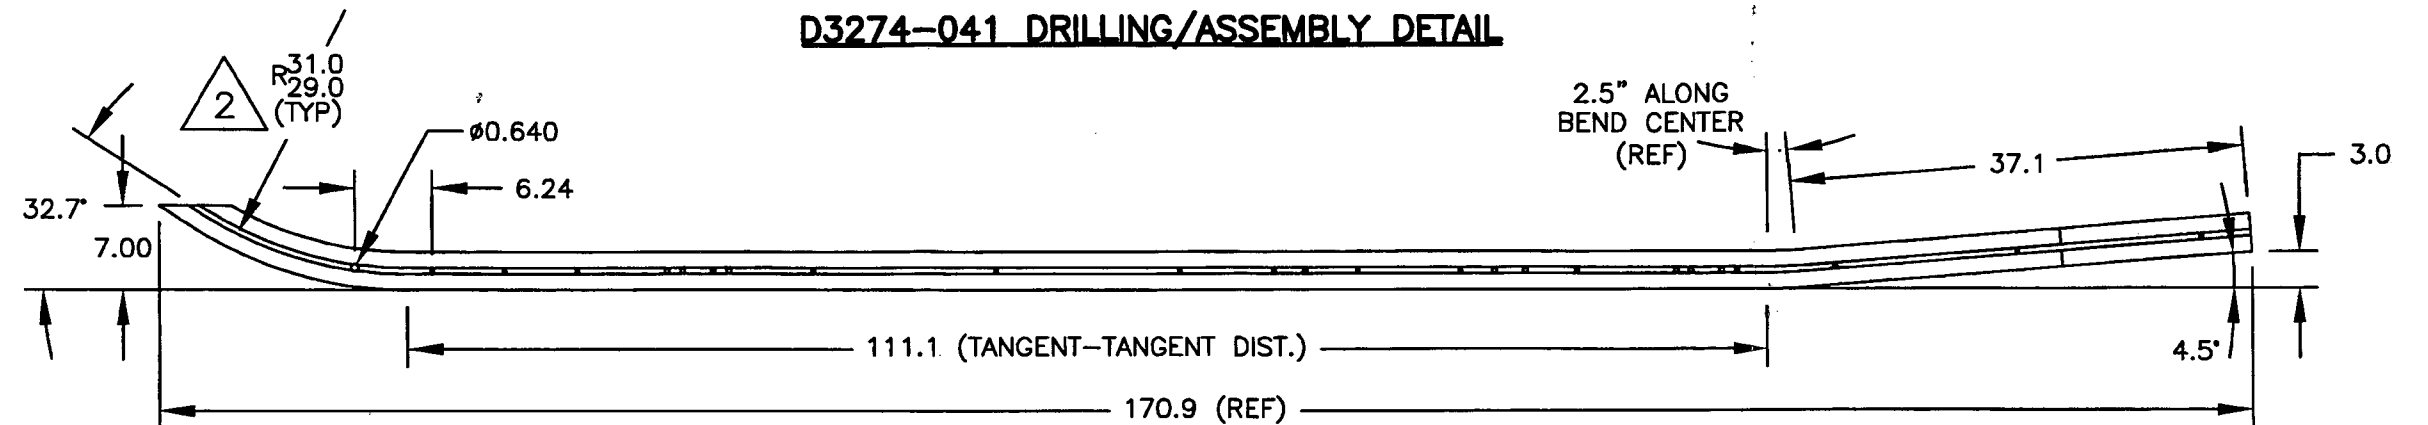 D3274-041 DRILLING/ASSEMBLY DETAIL
2
R31.0
29.0
(TYP)
ø0.640
2.5" ALONG
BEND CENTER
(REF)
6.24
37.1
3.0
32.7°
7.00
111.1 (TANGENT-TANGENT DIST.)
4.5°
170.9 (REF)